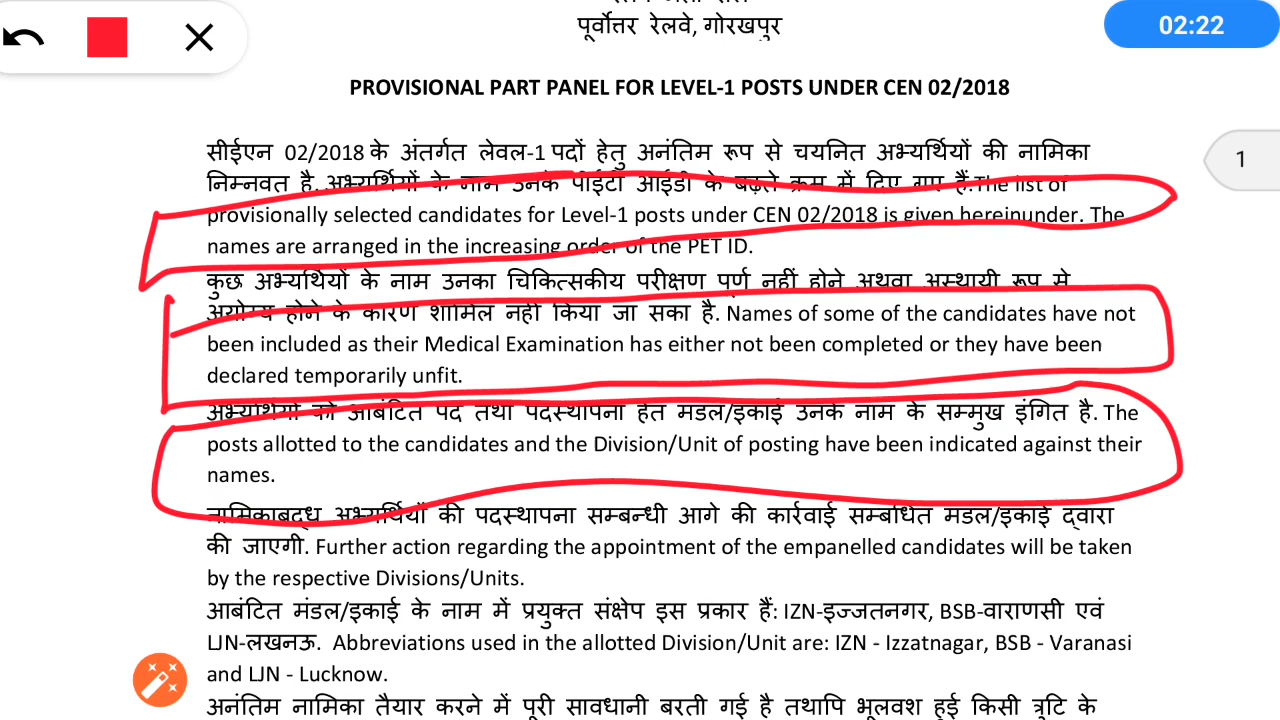 02:22
पूर्वोत्तर रेलवे, गोरखपुर
PROVISIONAL PART PANEL FOR LEVEL-1 POSTS UNDER CEN 02/2018
1
सीईएन 02/2018 के अंतर्गत लेवल-1 पदों हेतु अनंतिम रूप से चयनित अभ्यर्थियों की नामिका
निम्नवत है. अभ्यर्थियों के नाम उनके पीईटी आईडी के बढ़ते क्रम में दिए गए हैं.The list of
provisionally selected candidates for Level-1 posts under CEN 02/2018 is given hereinunder. The
names are arranged in the increasing order of the PET ID.
कुछ अभ्यर्थियों के नाम उनका चिकित्सकीय परीक्षण पूर्ण नहीं होने अथवा अस्थायी रूप से
अयोग्य होने के कारण शामिल नहीं किया जा सका है. Names of some of the candidates have not
been included as their Medical Examination has either not been completed or they have been
declared temporarily unfit.
अभ्यर्थियों को आबंटित पद तथा पदस्थापना हेतु मंडल/इकाई उनके नाम के सम्मुख इंगित है. The
posts allotted to the candidates and the Division/Unit of posting have been indicated against their
names.
नामिकाबद्ध अभ्यर्थियों की पदस्थापना सम्बन्धी आगे की कार्रवाई सम्बंधित मंडल/इकाई द्वारा
की जाएगी. Further action regarding the appointment of the empanelled candidates will be taken
by the respective Divisions/Units.
आबंटित मंडल/इकाई के नाम में प्रयुक्त संक्षेप इस प्रकार हैं: IZN-इज्जतनगर, BSB-वाराणसी एवं
LJN-लखनऊ. Abbreviations used in the allotted Division/Unit are: IZN - Izzatnagar, BSB - Varanasi
and LJN - Lucknow.
अनंतिम नामिका तैयार करने में पूरी सावधानी बरती गई है तथापि भूलवश हुई किसी त्रुटि के